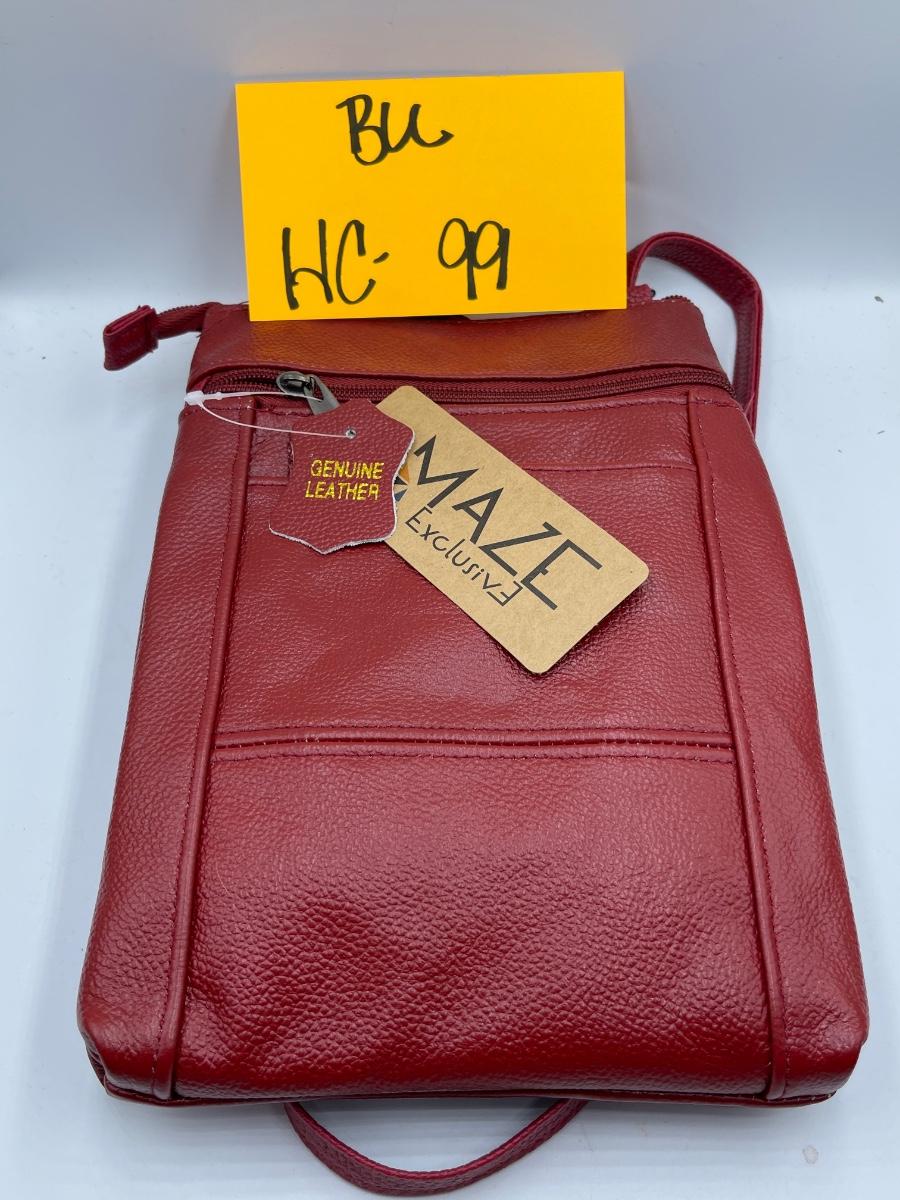 BU
HC- 99
GENUINE
LEATHER
MAZE
ExclusivE